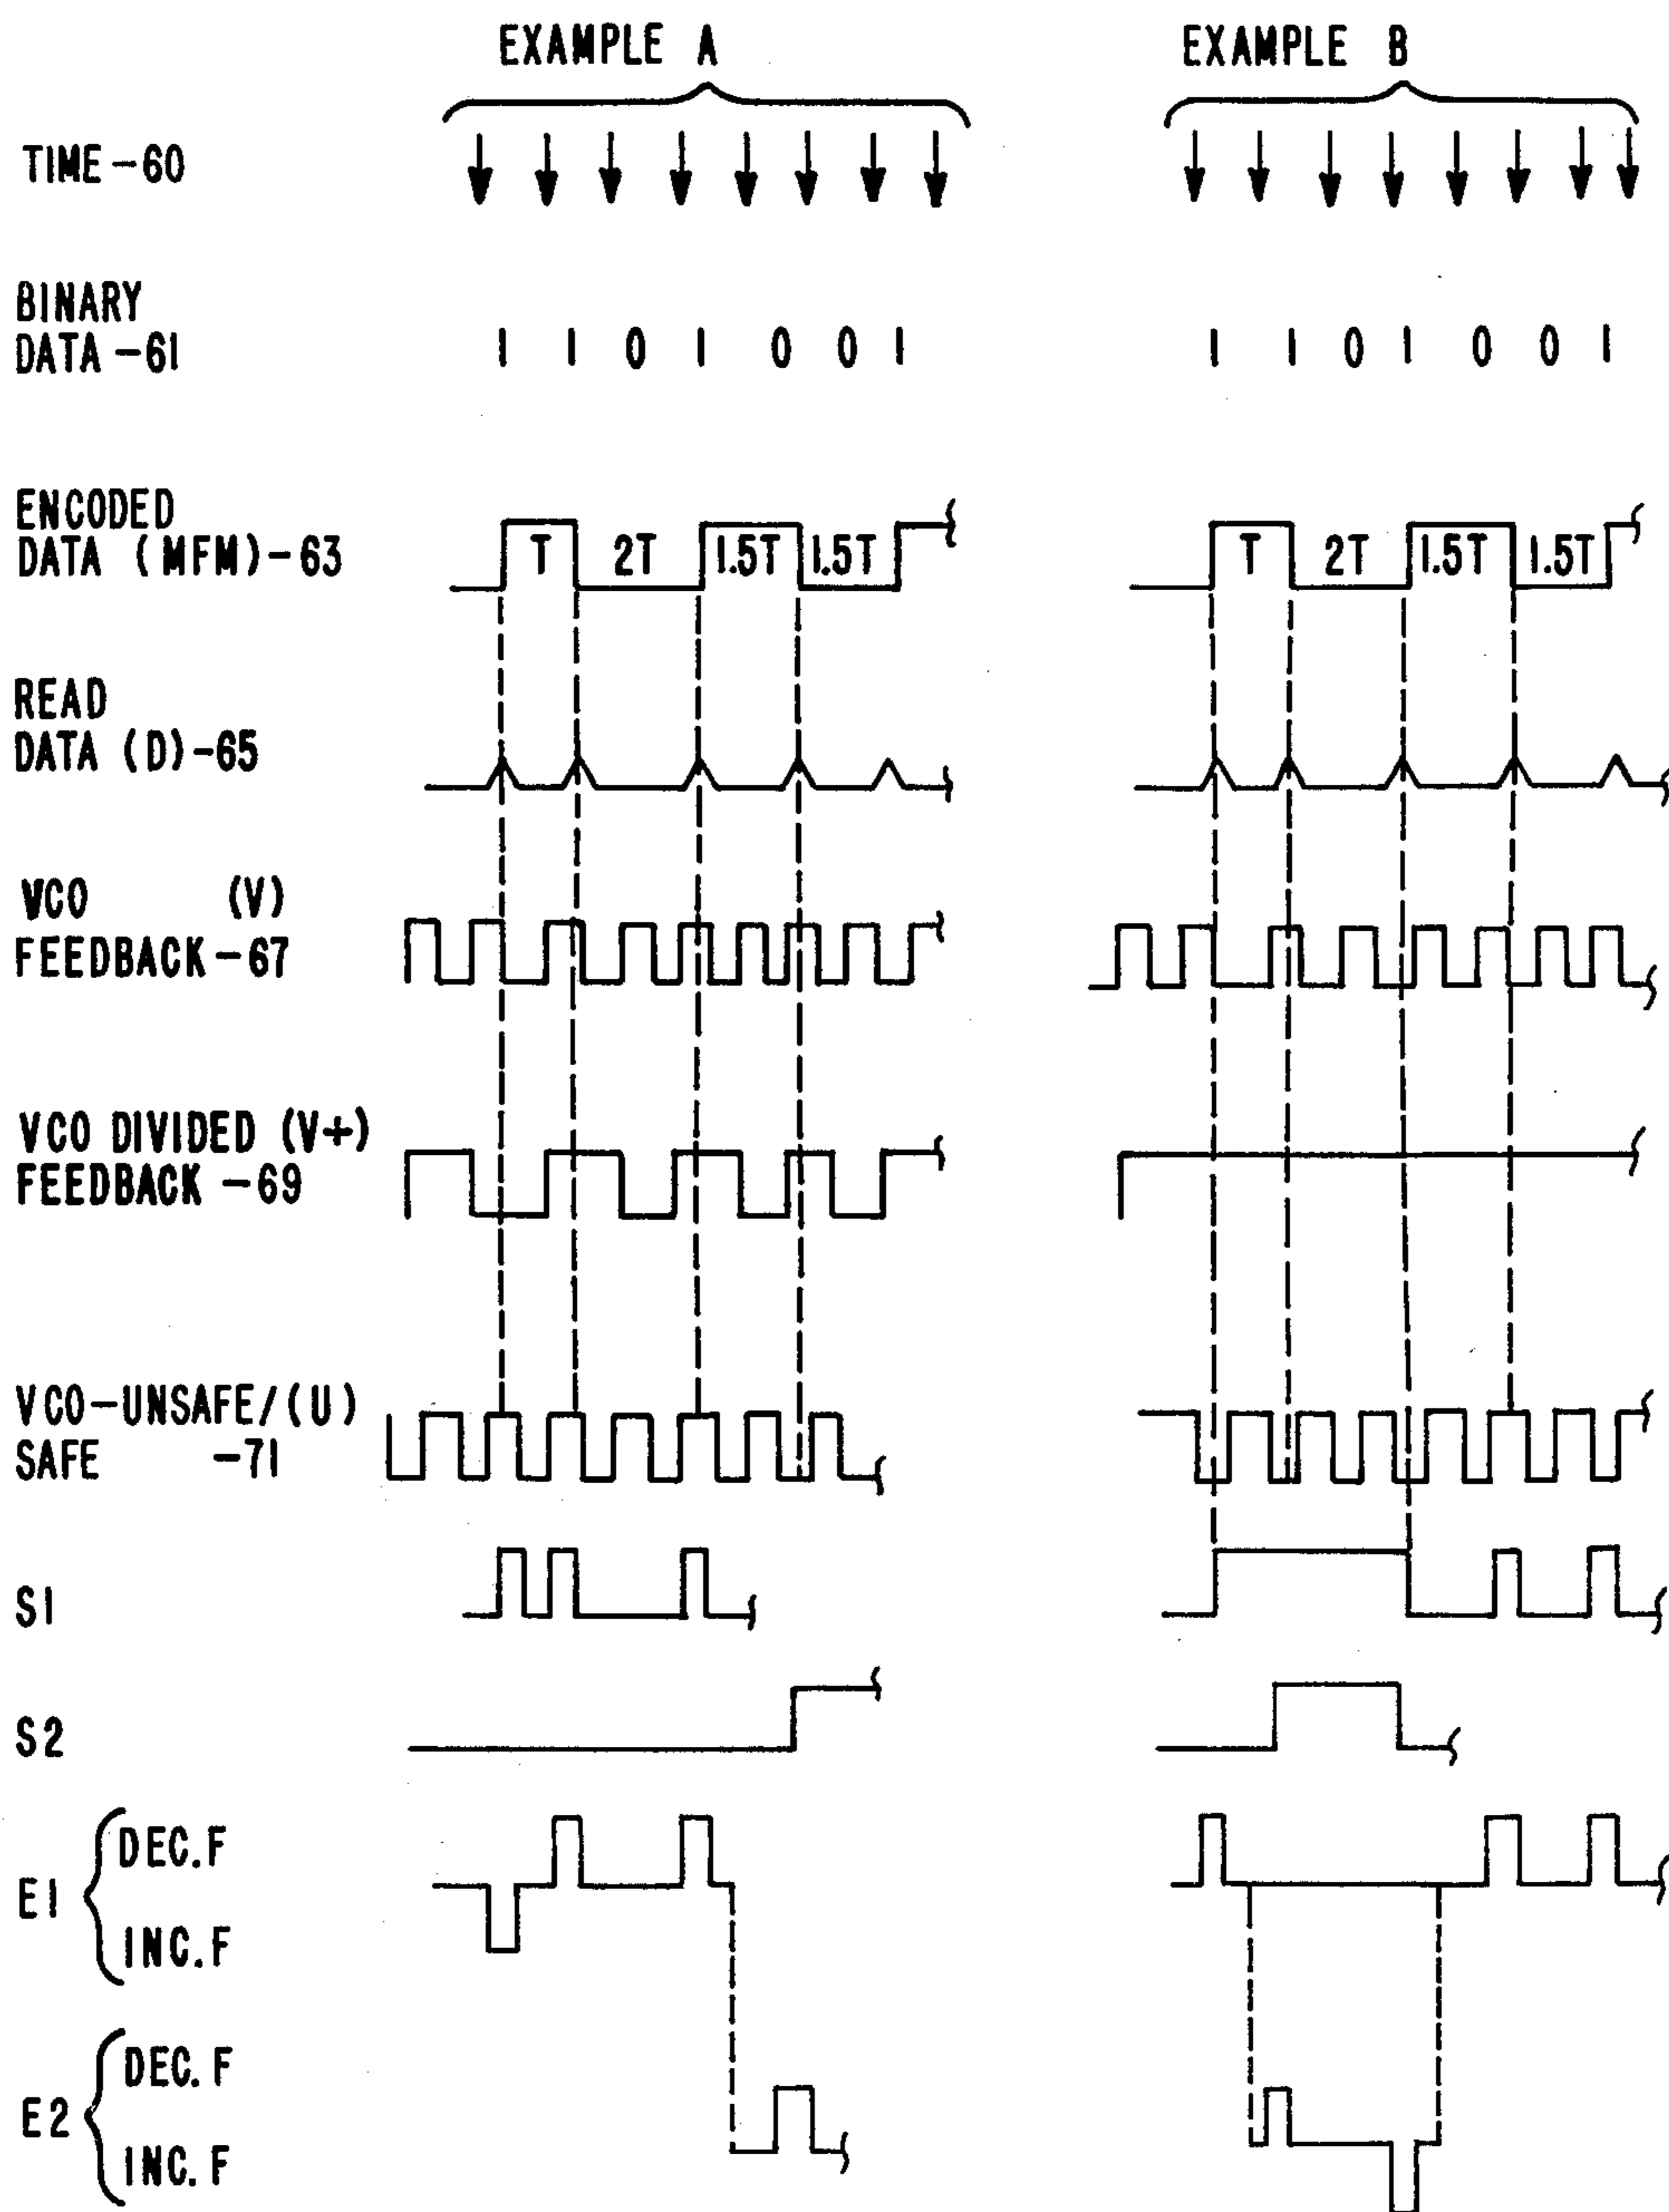 EXAMPLE A
EXAMPLE B
TIME-60
BINARY
DATA-61
1 1 0 1 0 0 1
1 1 0 1 0 0 1
ENCODED
DATA (MFM)-63
T 2T 1.5T 1.5T
T 2T 1.5T 1.5T
READ
DATA (D)-65
VCO (V)
FEEDBACK-67
VCO DIVIDED (V+)
FEEDBACK-69
VCO-UNSAFE/(U)
SAFE -71
S1
S2
E1
DEC.F
INC.F
E2
DEC.F
INC.F